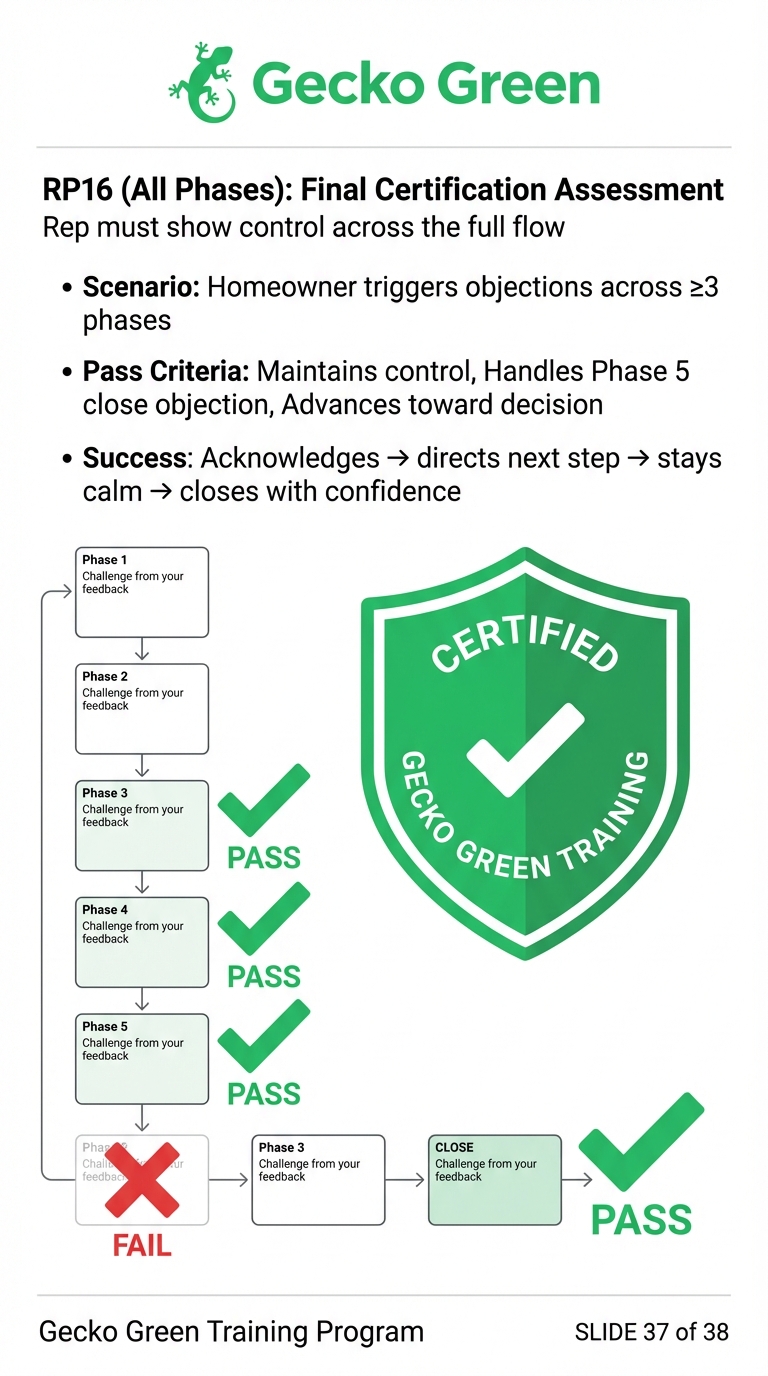 Gecko Green
RP16 (All Phases): Final Certification Assessment
Rep must show control across the full flow
• Scenario: Homeowner triggers objections across ≥3
phases
• Pass Criteria: Maintains control, Handles Phase 5
close objection, Advances toward decision
• Success: Acknowledges → directs next step → stays
calm → closes with confidence
Phase 1
Challenge from your
feedback
Phase 2
Challenge from your
feedback
Phase 3
Challenge from your
feedback
PASS
Phase 4
Challenge from your
feedback
PASS
Phase 5
Challenge from your
feedback
PASS
CERTIFIED
GECKO GREEN TRAINING
FAIL
Phase 3
Challenge from your
feedback
CLOSE
Challenge from your
feedback
PASS
Gecko Green Training Program
SLIDE 37 of 38